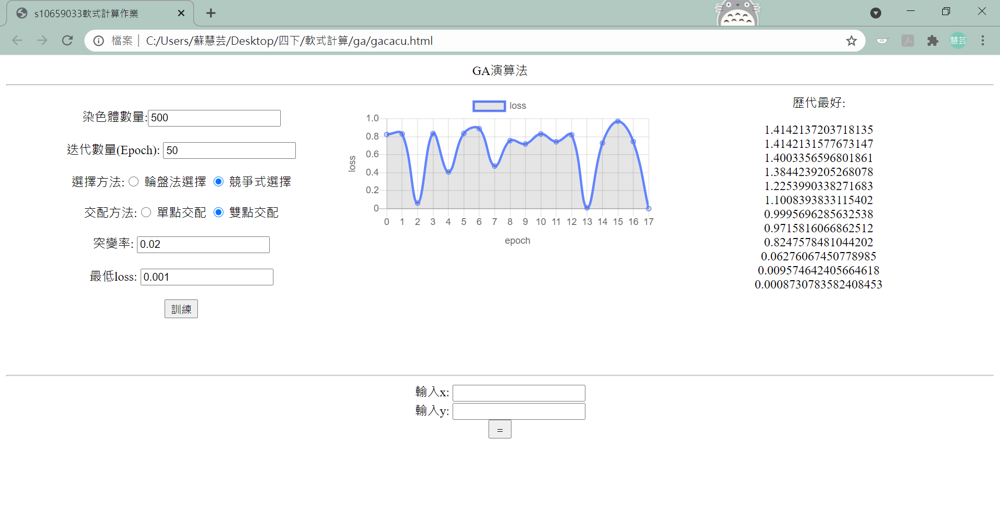 s10659033軟式計算作業
檔案 | C:/Users/蘇慧芸/Desktop/四下/軟式計算/ga/gacacu.html
慧芸
GA演算法
染色體數量:500
迭代數量(Epoch): 50
選擇方法: 輪盤法選擇 競爭式選擇
交配方法: 單點交配 雙點交配
突變率: 0.02
最低loss: 0.001
訓練
loss
1.0
0.8
0.6
0.4
0.2
0
loss
0 1 2 3 4 5 6 7 8 9 10 11 12 13 14 15 16 17
epoch
歷代最好:
1.4142137203718135
1.4142131577673147
1.4003356596801861
1.3844239205268078
1.2253990338271683
1.1008393833115402
0.9995696285632538
0.9715816066862512
0.8247578481044202
0.06276067450778985
0.009574642405664618
0.0008730783582408453
輸入x:
輸入y:
=